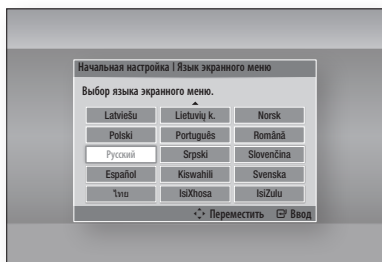 Начальная настройка | Язык экранного меню
Выбор языка экранного меню.
Latviešu Lietuvių k. Norsk
Polski Português Română
Русский Srpski Slovenčina
Español Kiswahili Svenska
ไทย IsiXhosa IsiZulu
Переместить Ввод